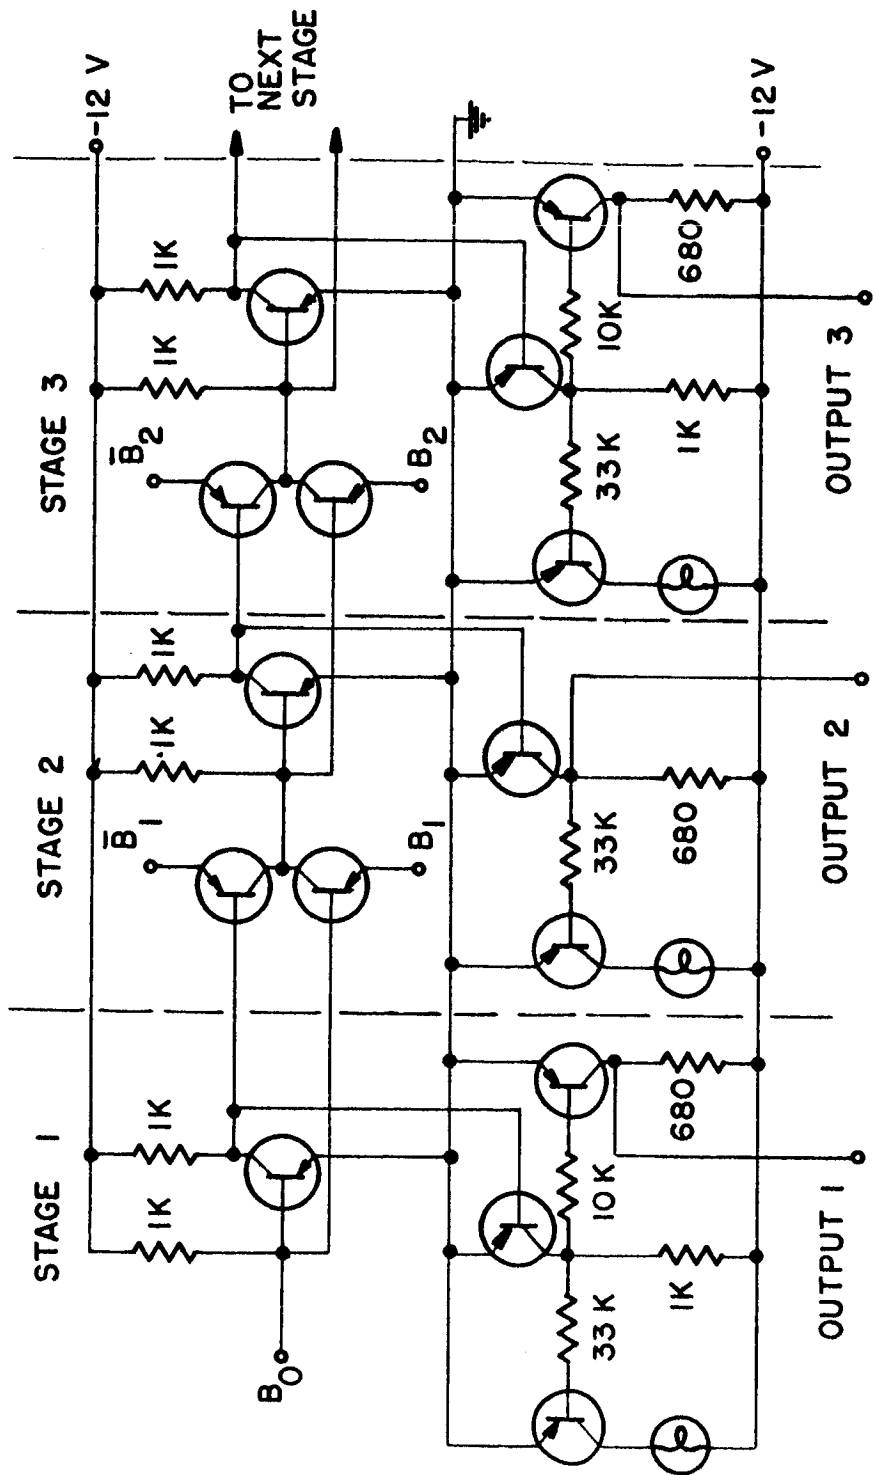 STAGE 1
STAGE 2
STAGE 3
-12 V
1K
1K
·1K
1K
1K
1K
TO
NEXT
STAGE
B̅1
B̅2
B0
B1
B2
33K
10K
33K
33K
10K
1K
680
680
1K
680
-12 V
OUTPUT 1
OUTPUT 2
OUTPUT 3